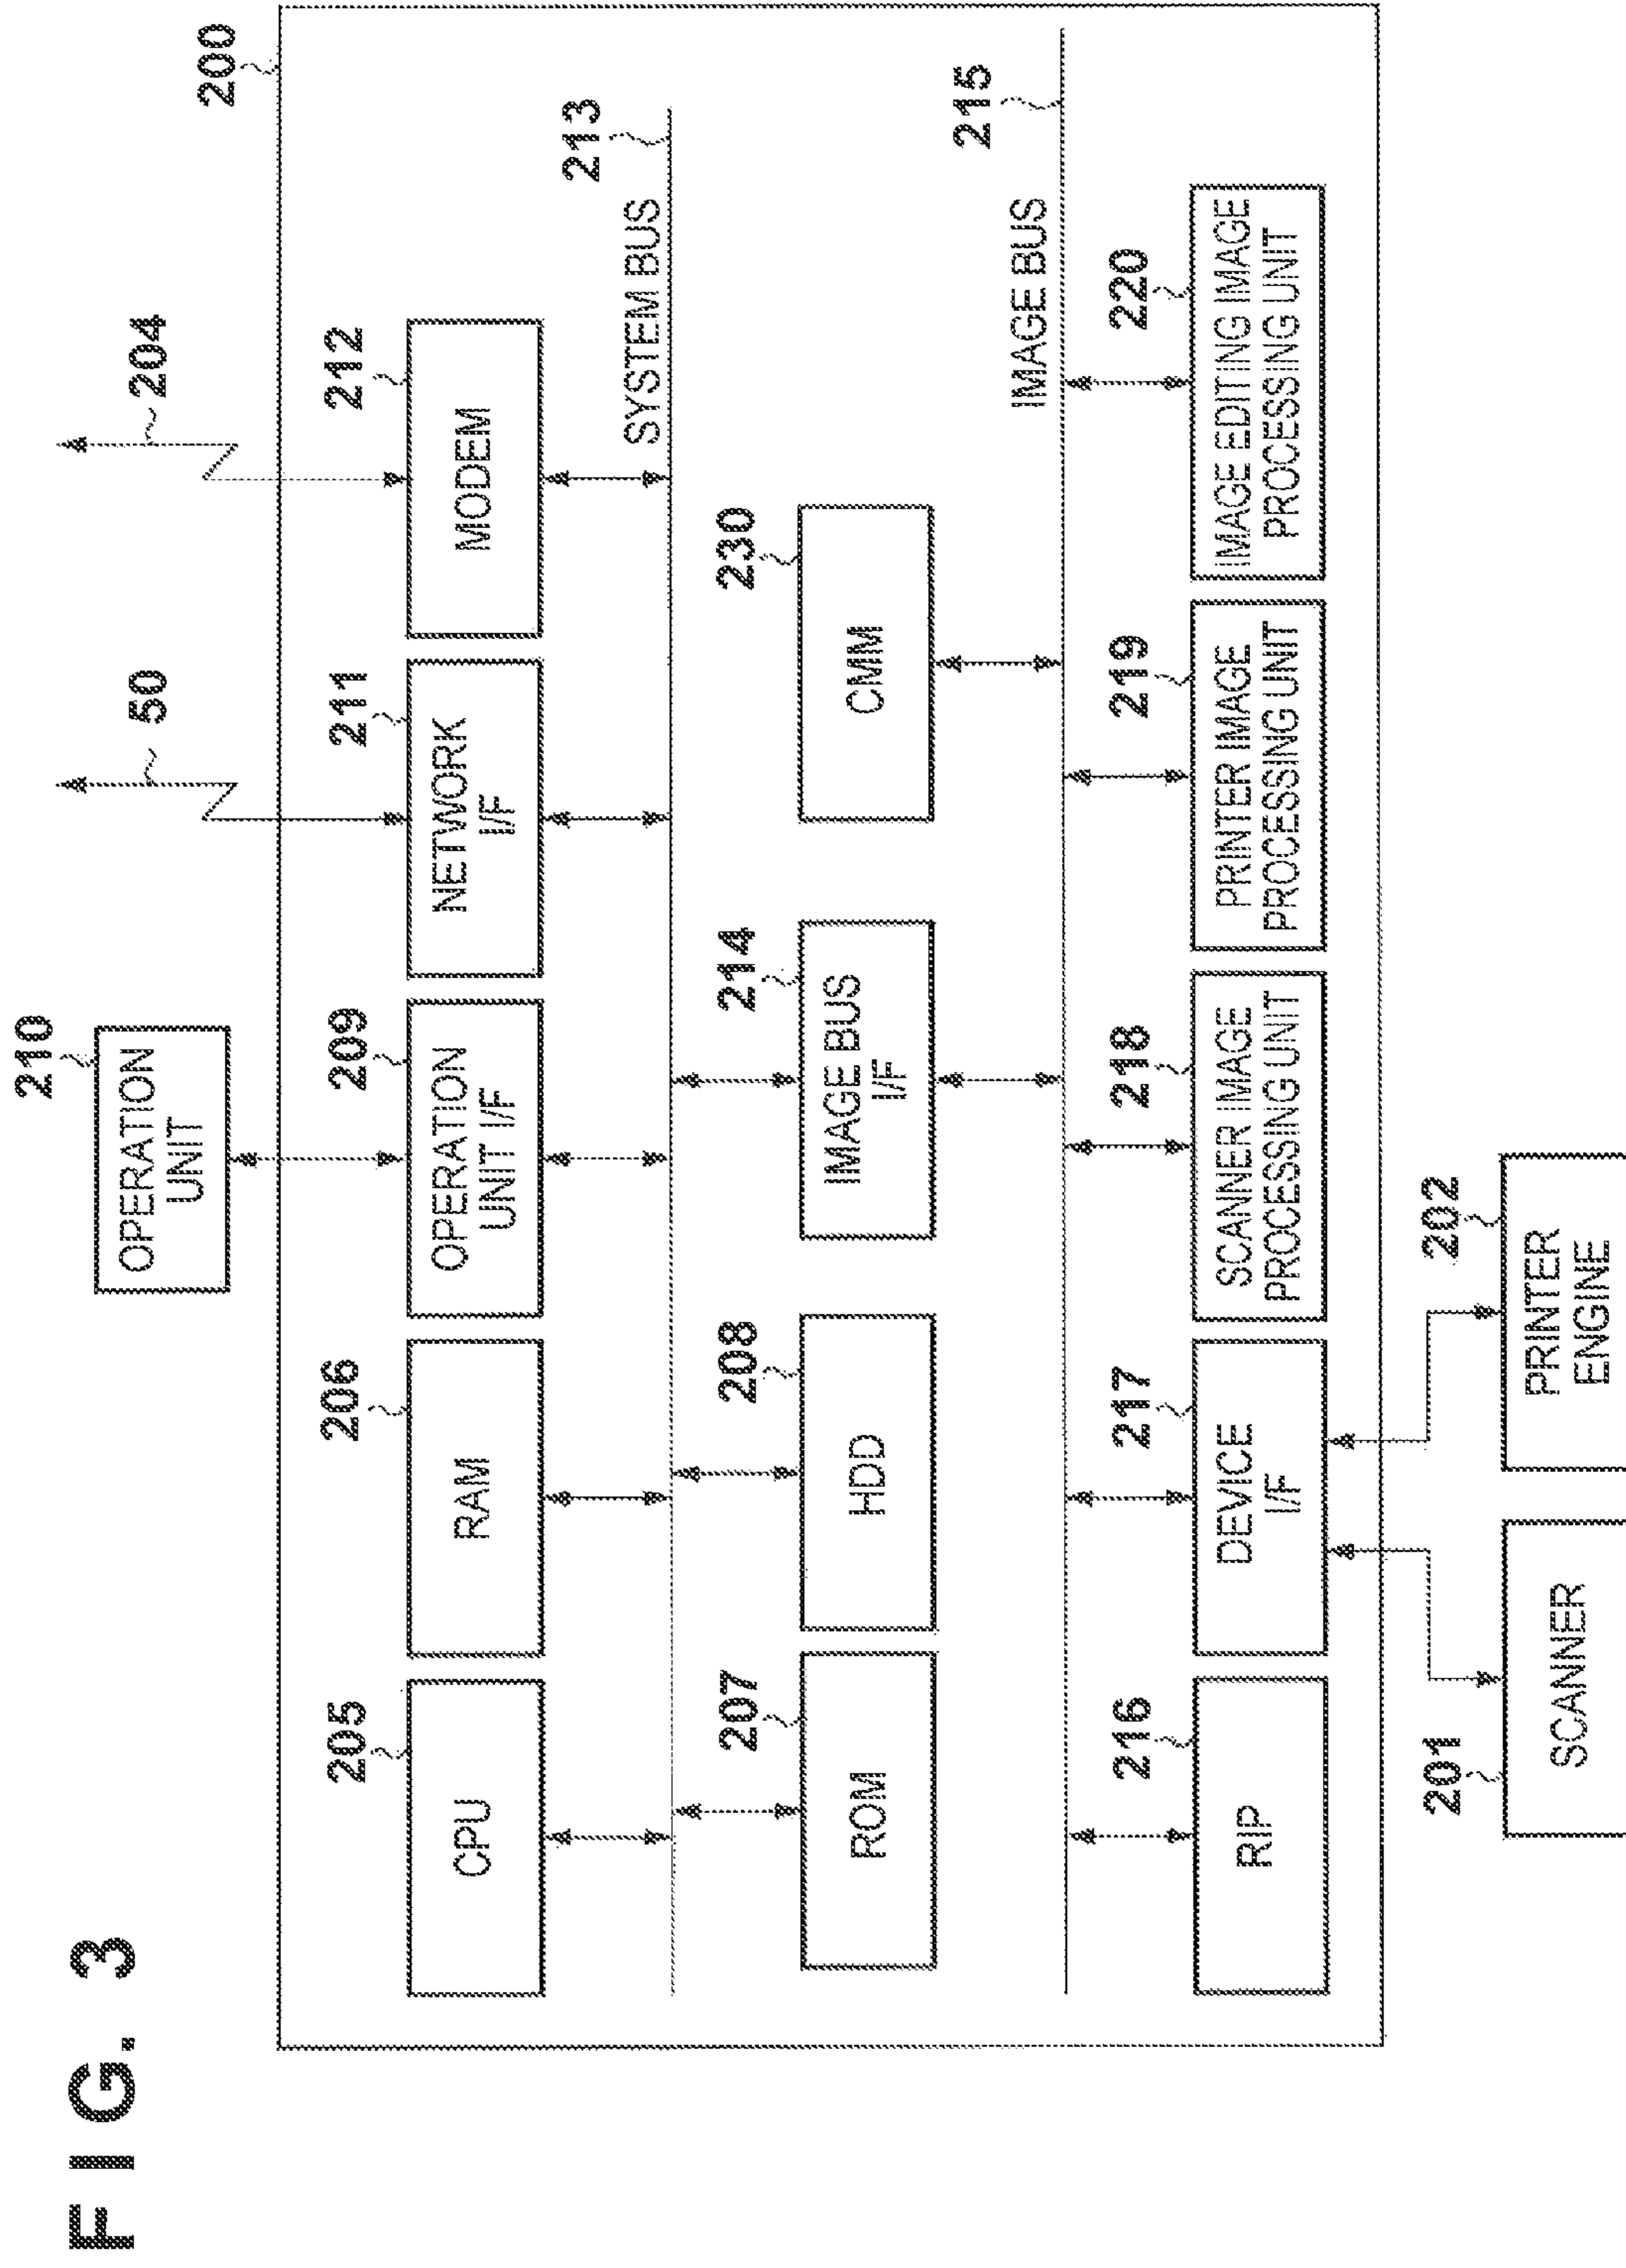 FIG. 3
210
OPERATION
UNIT
50
204
200
205
CPU
206
RAM
209
OPERATION
UNIT I/F
211
NETWORK
I/F
212
MODEM
213
SYSTEM BUS
207
ROM
208
HDD
214
IMAGE BUS
I/F
230
CMM
215
IMAGE BUS
216
RIP
217
DEVICE
I/F
218
SCANNER IMAGE
PROCESSING UNIT
219
PRINTER IMAGE
PROCESSING UNIT
220
IMAGE EDITING IMAGE
PROCESSING UNIT
201
SCANNER
202
PRINTER
ENGINE